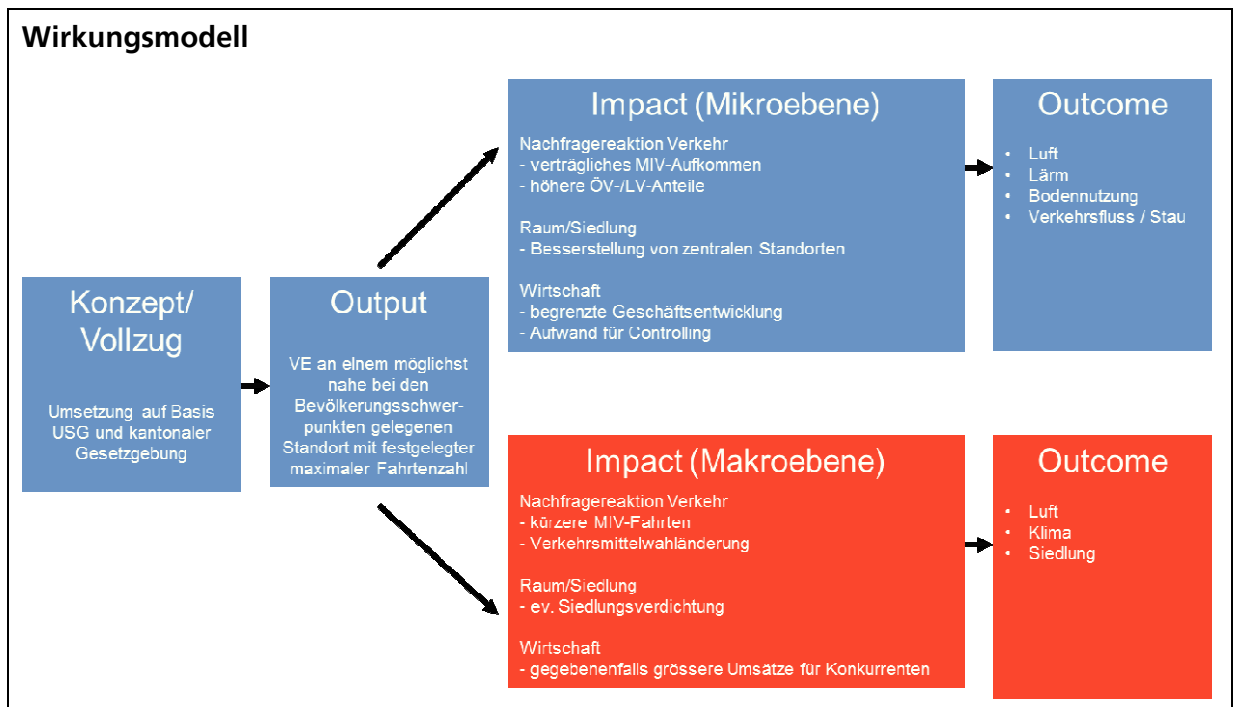 Wirkungsmodell
Konzept/
Vollzug
Umsetzung auf Basis
USG und kantonaler
Gesetzgebung
Output
VE an einem möglichst
nahe bei den
Bevölkerungsschwer-
punkten gelegenen
Standort mit festgelegter
maximaler Fahrtenzahl
Impact (Mikroebene)
Nachfragereaktion Verkehr
- verträgliches MIV-Aufkommen
- höhere ÖV-/LV-Anteile
Raum/Siedlung
- Besserstellung von zentralen Standorten
Wirtschaft
- begrenzte Geschäftsentwicklung
- Aufwand für Controlling
Outcome
• Luft
• Lärm
• Bodennutzung
• Verkehrsfluss / Stau
Impact (Makroebene)
Nachfragereaktion Verkehr
- kürzere MIV-Fahrten
- Verkehrsmittelwahländerung
Raum/Siedlung
- ev. Siedlungsverdichtung
Wirtschaft
- gegebenenfalls grössere Umsätze für Konkurrenten
Outcome
• Luft
• Klima
• Siedlung